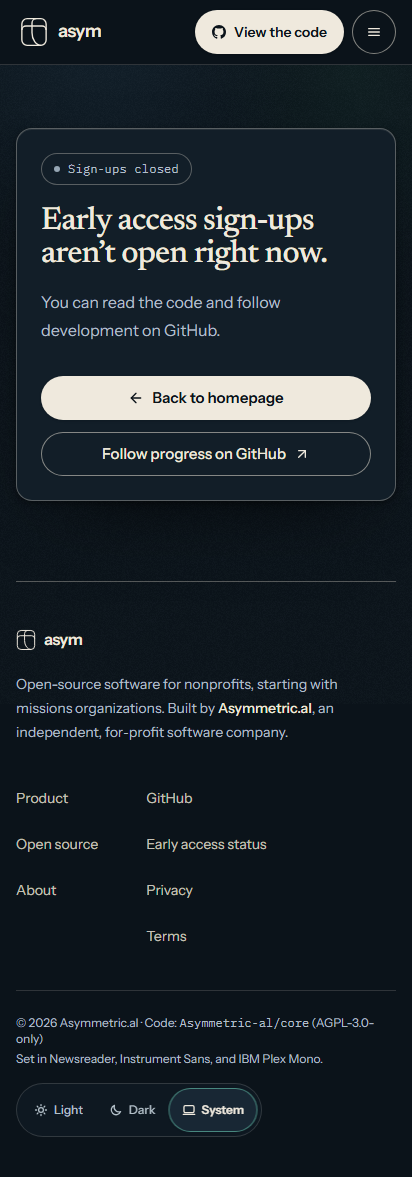 asym
View the code
Sign-ups closed
Early access sign-ups
aren’t open right now.
You can read the code and follow
development on GitHub.
Back to homepage
Follow progress on GitHub
asym
Open-source software for nonprofits, starting with
missions organizations. Built by Asymmetric.al, an
independent, for-profit software company.
Product
GitHub
Open source
Early access status
About
Privacy
Terms
© 2026 Asymmetric.al · Code: Asymmetric-al/core (AGPL-3.0-
only)
Set in Newsreader, Instrument Sans, and IBM Plex Mono.
Light
Dark
System